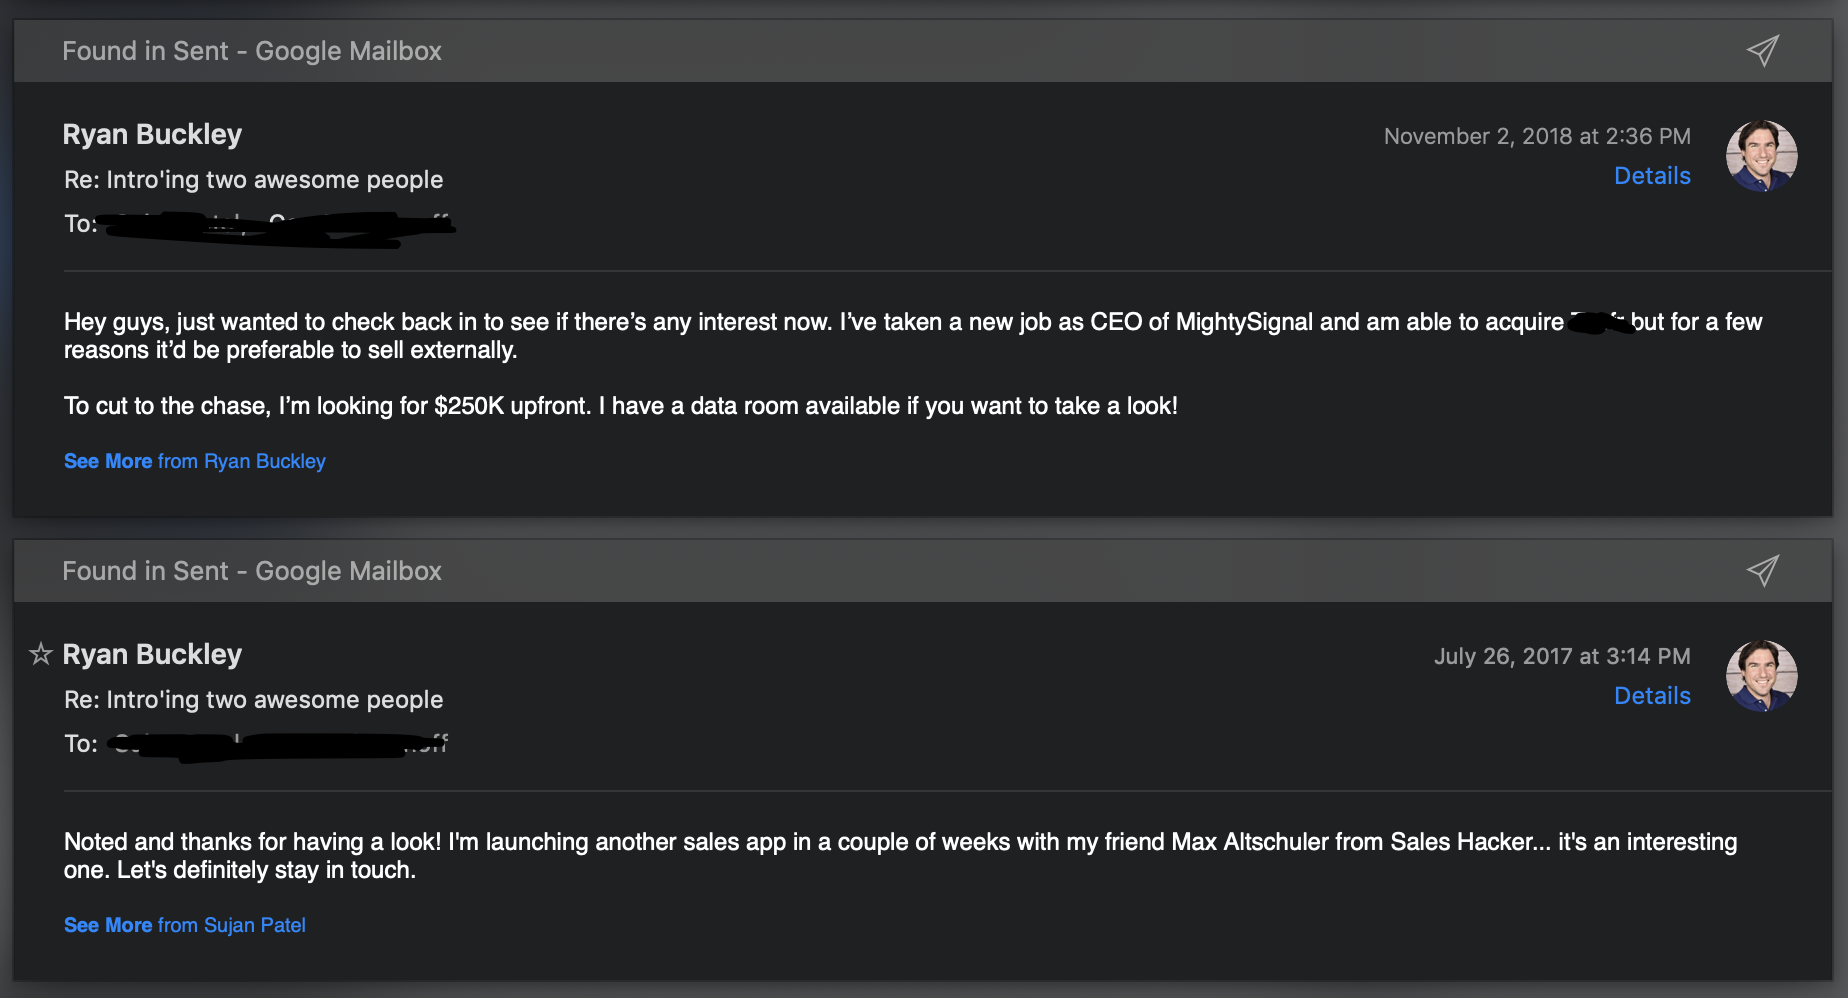 Found in Sent - Google Mailbox
Ryan Buckley
November 2, 2018 at 2:36 PM
Re: Intro'ing two awesome people
Details
To:
Hey guys, just wanted to check back in to see if there’s any interest now. I’ve taken a new job as CEO of MightySignal and am able to acquire but for a few
reasons it’d be preferable to sell externally.
To cut to the chase, I’m looking for $250K upfront. I have a data room available if you want to take a look!
See More from Ryan Buckley
Found in Sent - Google Mailbox
Ryan Buckley
July 26, 2017 at 3:14 PM
Re: Intro'ing two awesome people
Details
To:
Noted and thanks for having a look! I'm launching another sales app in a couple of weeks with my friend Max Altschuler from Sales Hacker... it's an interesting
one. Let's definitely stay in touch.
See More from Sujan Patel